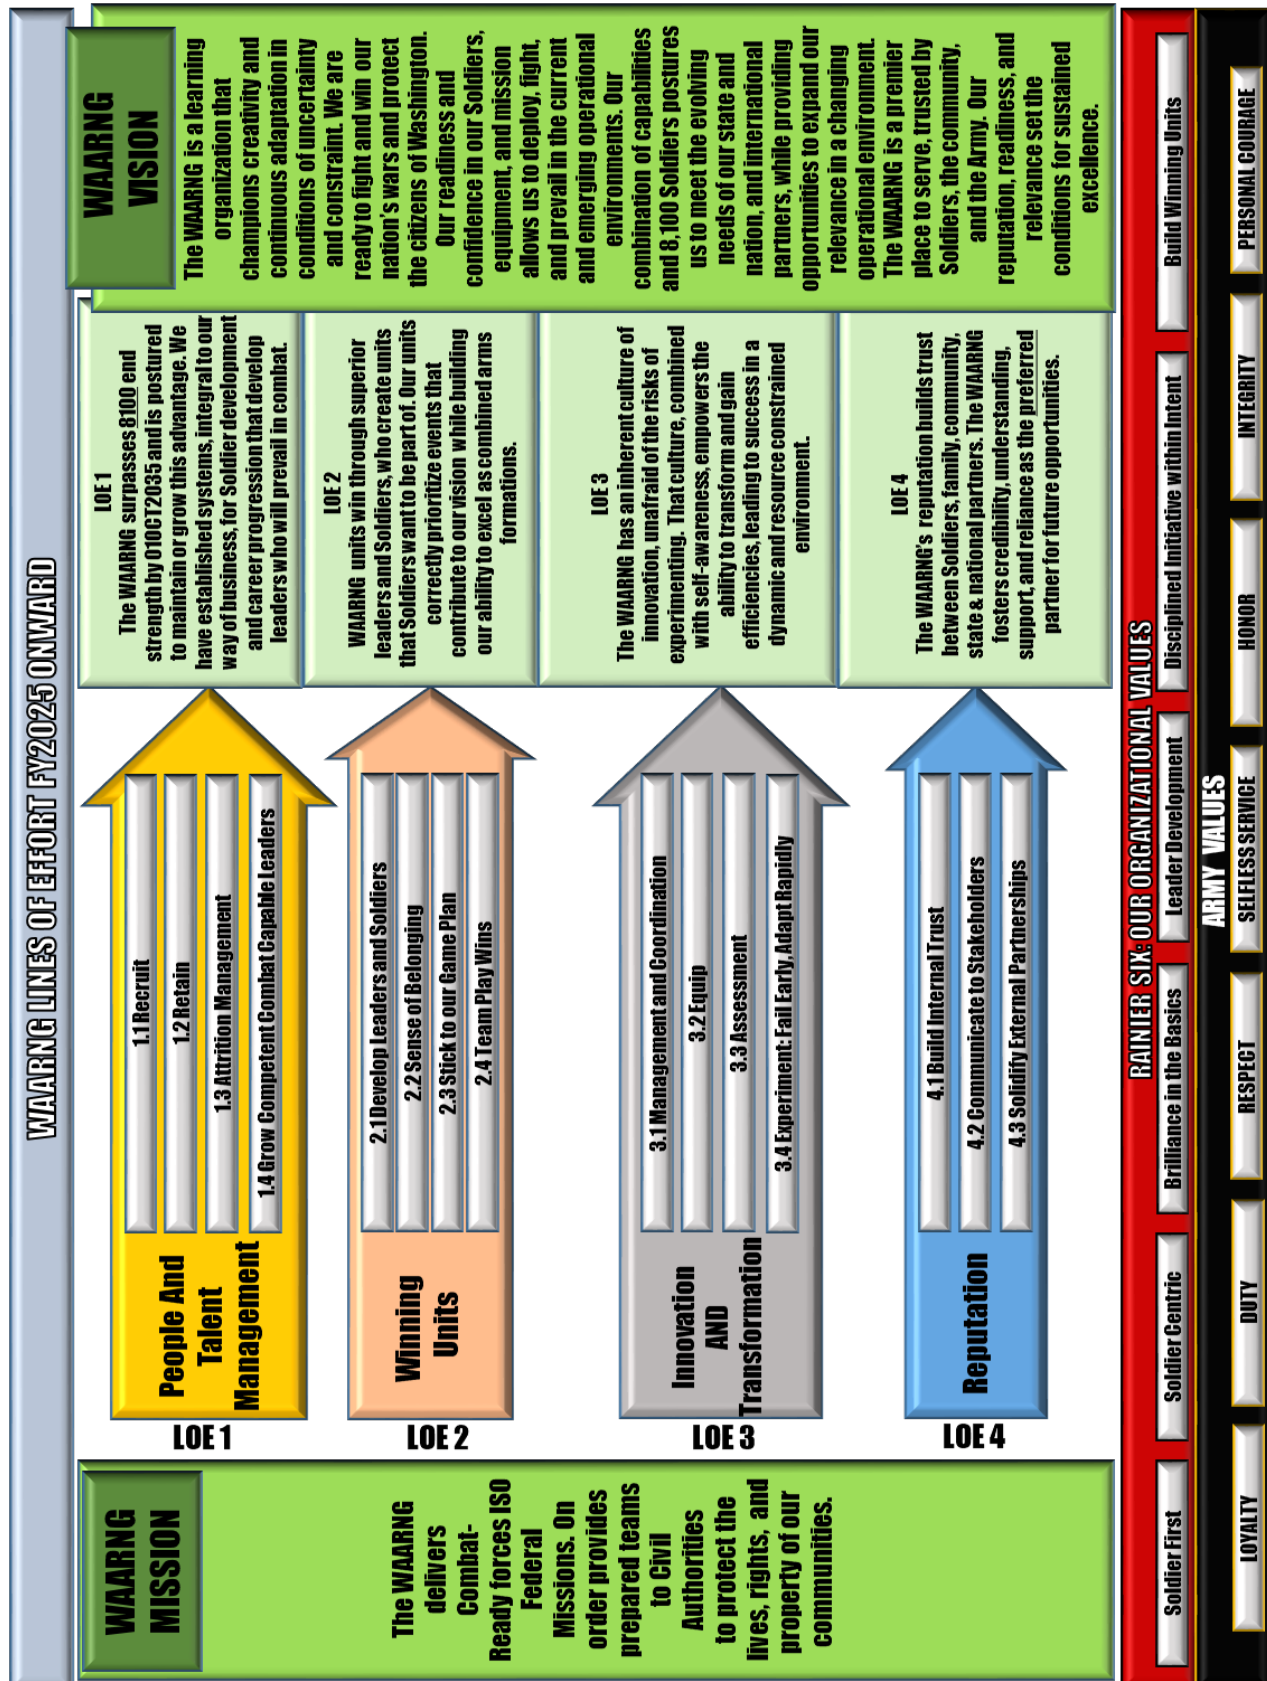 WAARNG LINES OF EFFORT FY2025 ONWARD
WAARNG
MISSION
The WAARNG
delivers
Combat-
Ready forces ISO
Federal
Missions. On
order provides
prepared teams
to Civil
Authorities
to protect the
lives, rights, and
property of our
communities.
LOE 1
People And
Talent
Management
1.1 Recruit
1.2 Retain
1.3 Attrition Management
1.4 Grow Competent Combat Capable Leaders
LOE 1
The WAARNG surpasses 8100 end
strength by 01OCT2035 and is postured
to maintain or grow this advantage. We
have established systems, integral to our
way of business, for Soldier development
and career progression that develop
leaders who will prevail in combat.
LOE 2
Winning
Units
2.1 Develop Leaders and Soldiers
2.2 Sense of Belonging
2.3 Stick to our Game Plan
2.4 Team Play Wins
LOE 2
WAARNG units win through superior
leaders and Soldiers, who create units
that Soldiers want to be part of. Our units
correctly prioritize events that
contribute to our vision while building
our ability to excel as combined arms
formations.
LOE 3
Innovation
AND
Transformation
3.1 Management and Coordination
3.2 Equip
3.3 Assessment
3.4 Experiment: Fail Early, Adapt Rapidly
LOE 3
The WAARNG has an inherent culture of
innovation, unafraid of the risks of
experimenting. That culture, combined
with self-awareness, empowers the
ability to transform and gain
efficiencies, leading to success in a
dynamic and resource constrained
environment.
LOE 4
Reputation
4.1 Build Internal Trust
4.2 Communicate to Stakeholders
4.3 Solidify External Partnerships
LOE 4
The WAARNG's reputation builds trust
between Soldiers, family, community,
state & national partners. The WAARNG
fosters credibility, understanding,
support, and reliance as the preferred
partner for future opportunities.
WAARNG
VISION
The WAARNG is a learning
organization that
champions creativity and
continuous adaptation in
conditions of uncertainty
and constraint. We are
ready to fight and win our
nation's wars and protect
the citizens of Washington.
Our readiness and
confidence in our Soldiers,
equipment, and mission
allows us to deploy, fight,
and prevail in the current
and emerging operational
environments. Our
combination of capabilities
and 8,100 Soldiers postures
us to meet the evolving
needs of our state and
nation, and international
partners, while providing
opportunities to expand our
relevance in a changing
operational environment.
The WAARNG is a premier
place to serve, trusted by
Soldiers, the community,
and the Army. Our
reputation, readiness, and
relevance set the
conditions for sustained
excellence.
RAINIER SIX: OUR ORGANIZATIONAL VALUES
Soldier First
Soldier Centric
Brilliance in the Basics
Leader Development
Disciplined Initiative within Intent
Build Winning Units
ARMY VALUES
LOYALTY
DUTY
RESPECT
SELFLESS SERVICE
HONOR
INTEGRITY
PERSONAL COURAGE